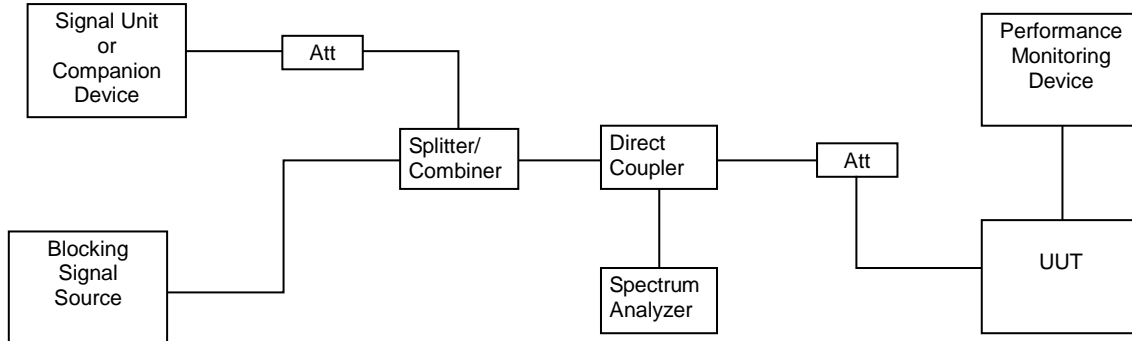 Signal Unit
or
Companion
Device
Att
Performance
Monitoring
Device
Splitter/
Combiner
Direct
Coupler
Att
Blocking
Signal
Source
Spectrum
Analyzer
UUT